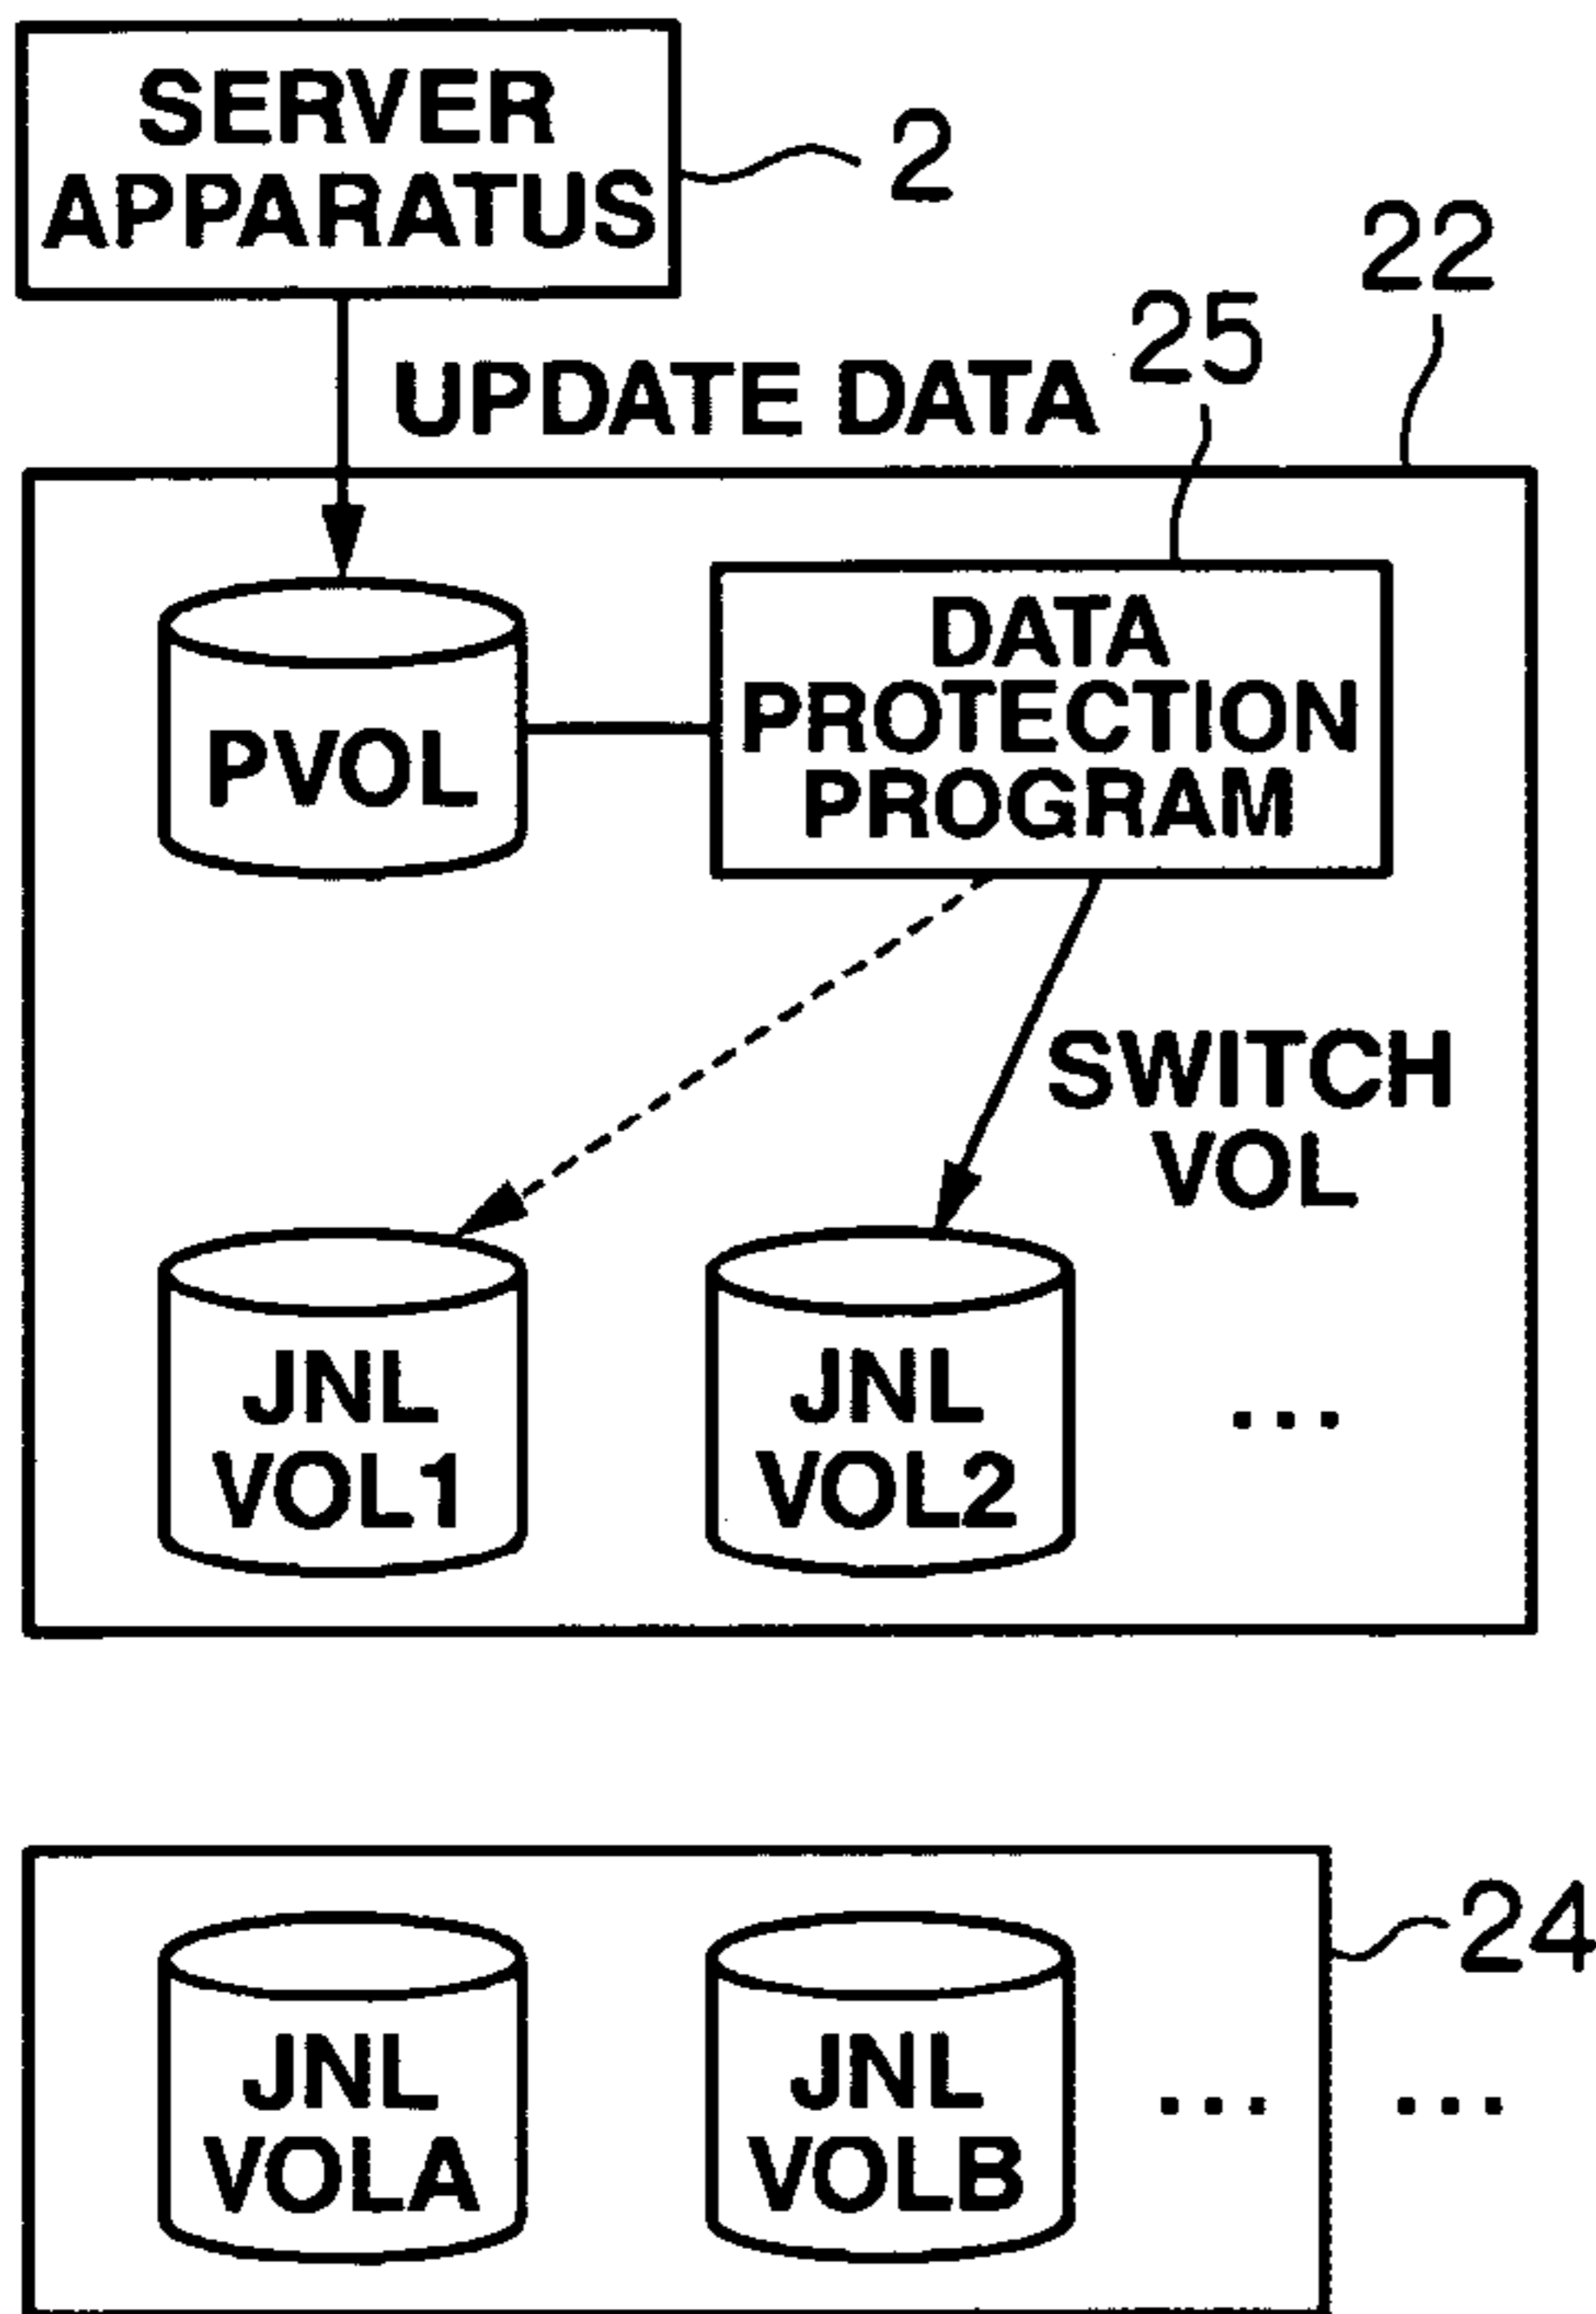 SERVER
APPARATUS
2
22
25
UPDATE DATA
DATA
PROTECTION
PROGRAM
PVOL
SWITCH
VOL
JNL
VOL1
JNL
VOL2
...
24
JNL
VOLA
JNL
VOLB
...
...